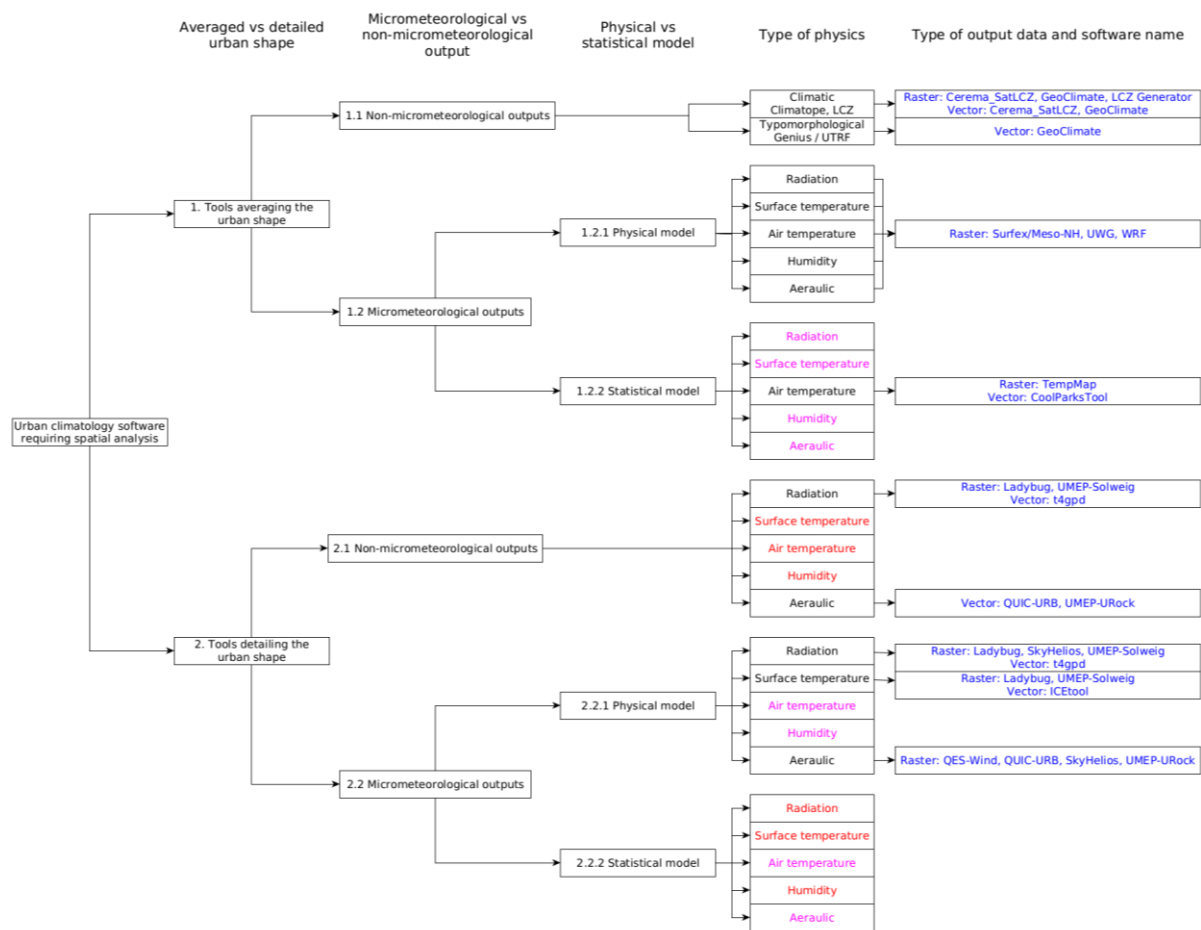 Averaged vs detailed
urban shape
Micrometeorological vs
non-micrometeorological
output
Physical vs
statistical model
Type of physics
Type of output data and software name
Climatic
Climatope, LCZ
Raster: Cerema_SatLCZ, GeoClimate, LCZ Generator
Vector: Cerema_SatLCZ, GeoClimate
1.1 Non-micrometeorological outputs
Typomorphological
Genius / UTRF
Vector: GeoClimate
Radiation
Surface temperature
1. Tools averaging the
urban shape
1.2.1 Physical model
Air temperature
Raster: Surfex/Meso-NH, UWG, WRF
Humidity
Aeraulic
1.2 Micrometeorological outputs
Radiation
Surface temperature
1.2.2 Statistical model
Air temperature
Raster: TempMap
Vector: CoolParksTool
Humidity
Aeraulic
Urban climatology software
requiring spatial analysis
Radiation
Raster: Ladybug, UMEP-Solweig
Vector: t4gpd
Surface temperature
2.1 Non-micrometeorological outputs
Air temperature
Humidity
Aeraulic
Vector: QUIC-URB, UMEP-URock
2. Tools detailing the
urban shape
Radiation
Raster: Ladybug, SkyHelios, UMEP-Solweig
Vector: t4gpd
Surface temperature
Raster: Ladybug, UMEP-Solweig
Vector: ICEtool
2.2.1 Physical model
Air temperature
Humidity
Aeraulic
Raster: QES-Wind, QUIC-URB, SkyHelios, UMEP-URock
2.2 Micrometeorological outputs
Radiation
Surface temperature
2.2.2 Statistical model
Air temperature
Humidity
Aeraulic